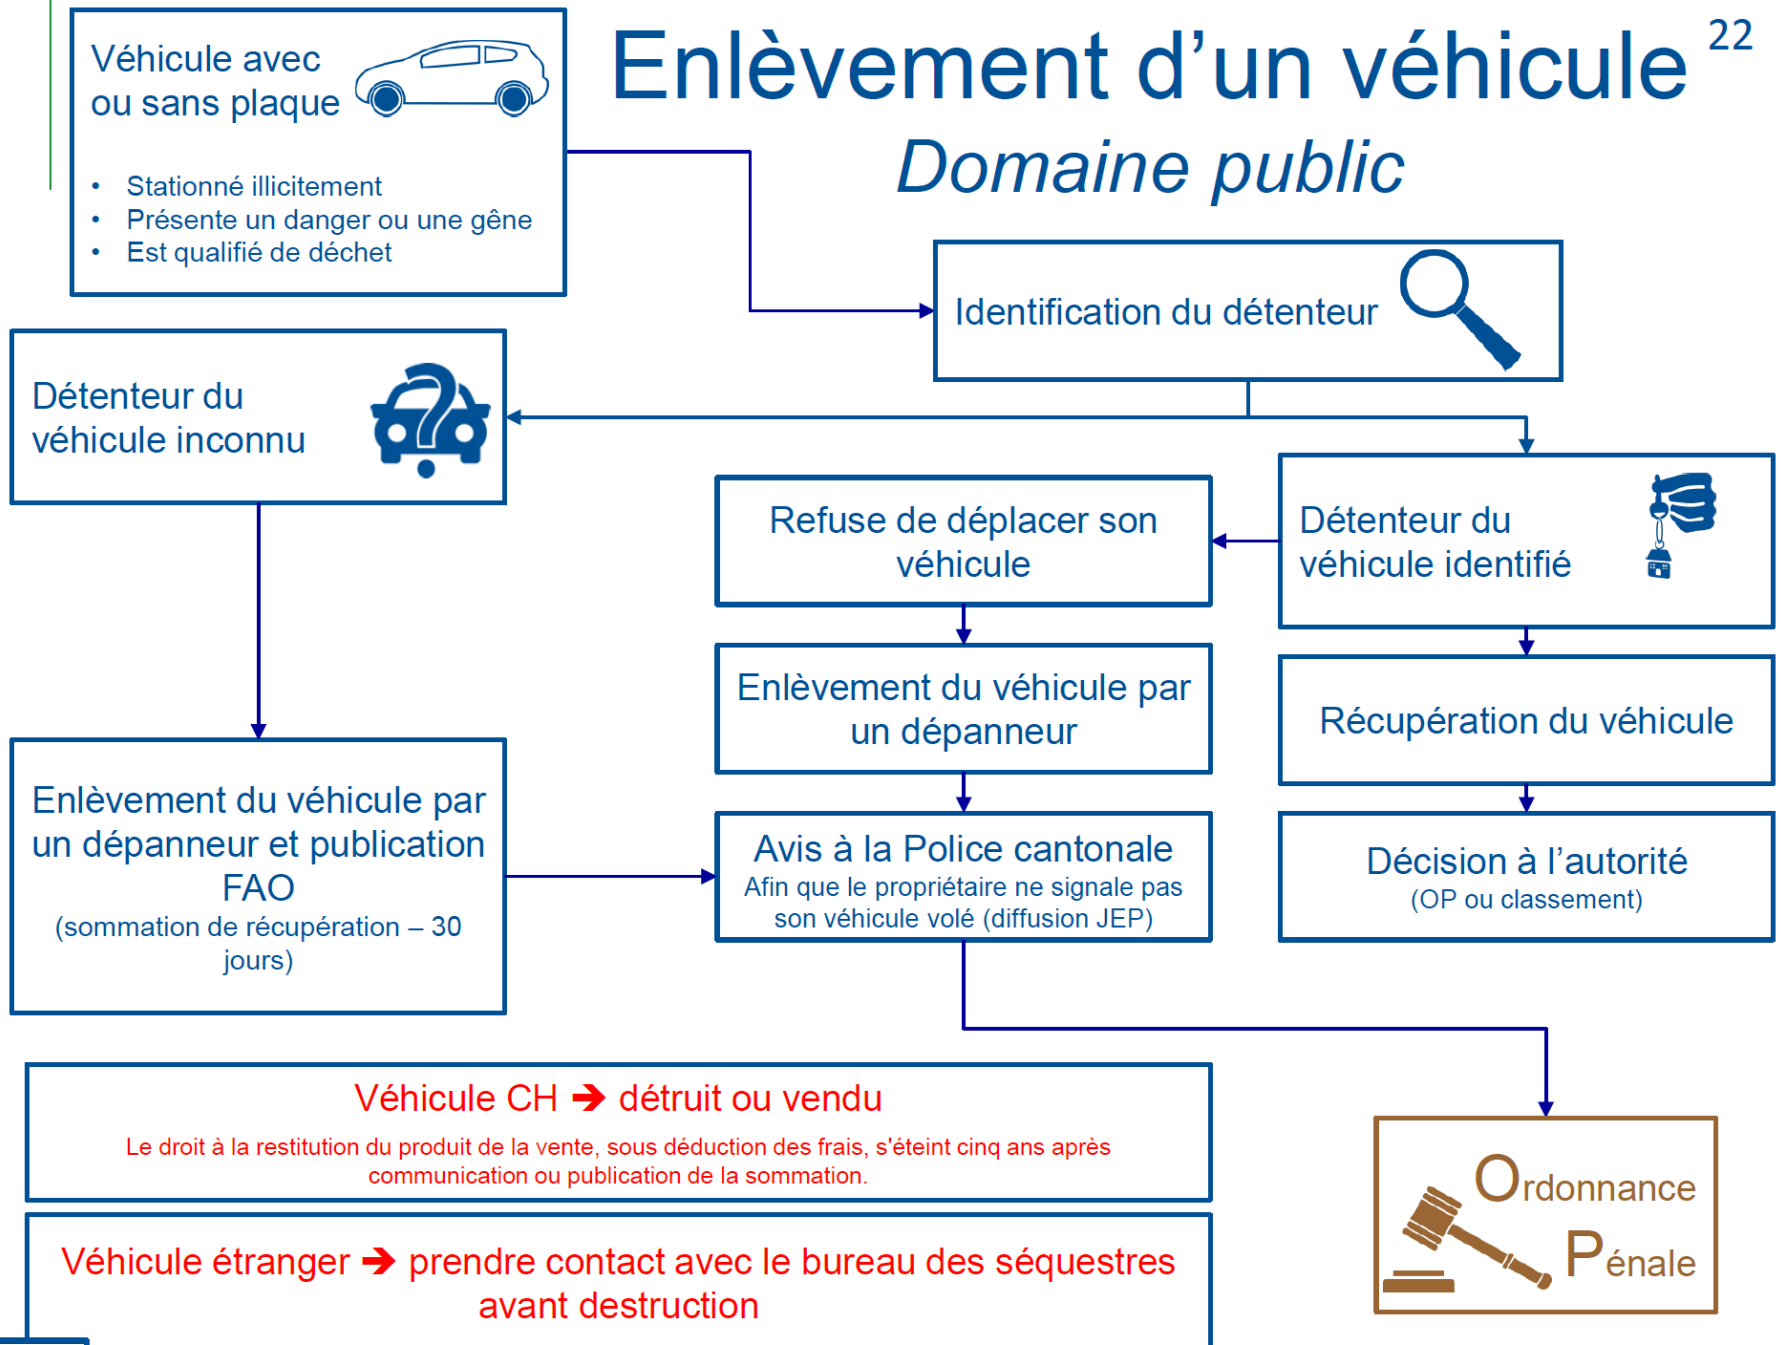 Enlèvement d’un véhicule
22
Domaine public
Véhicule avec
ou sans plaque
• Stationné illicitement
• Présente un danger ou une gêne
• Est qualifié de déchet
Identification du détenteur
Détenteur du
véhicule inconnu
?
Refuse de déplacer son
véhicule
Détenteur du
véhicule identifié
Enlèvement du véhicule par
un dépanneur
Récupération du véhicule
Enlèvement du véhicule par
un dépanneur et publication
FAO
(sommation de récupération – 30
jours)
Avis à la Police cantonale
Afin que le propriétaire ne signale pas
son véhicule volé (diffusion JEP)
Décision à l’autorité
(OP ou classement)
Véhicule CH ➔ détruit ou vendu
Le droit à la restitution du produit de la vente, sous déduction des frais, s'éteint cinq ans après
communication ou publication de la sommation.
Véhicule étranger ➔ prendre contact avec le bureau des séquestres
avant destruction
Ordonnance
Pénale